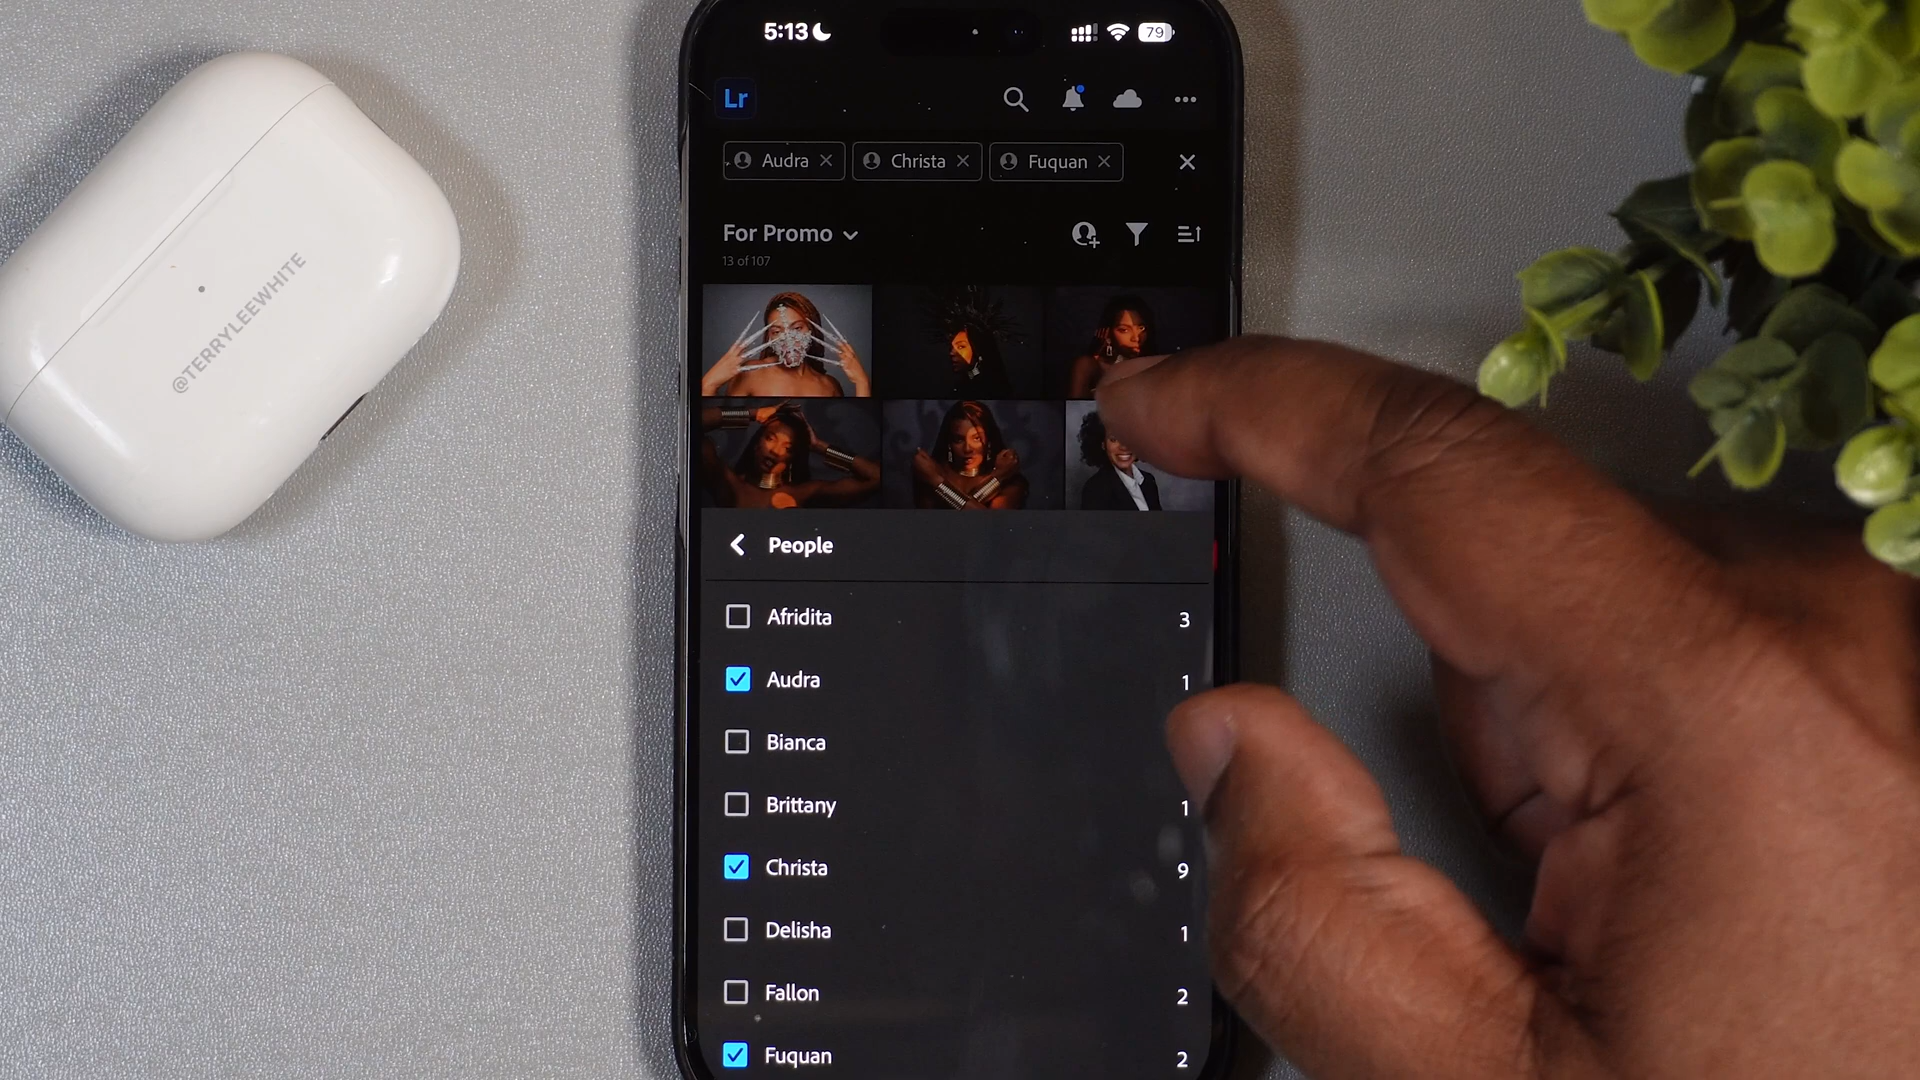 5:13
79
Lr
Audra
Christa
Fuquan
For Promo
13 of 107
@TERRYLEEWHITE
People
Afridita 3
Audra 1
Bianca
Brittany 1
Christa 9
Delisha 1
Fallon 2
Fuquan 2